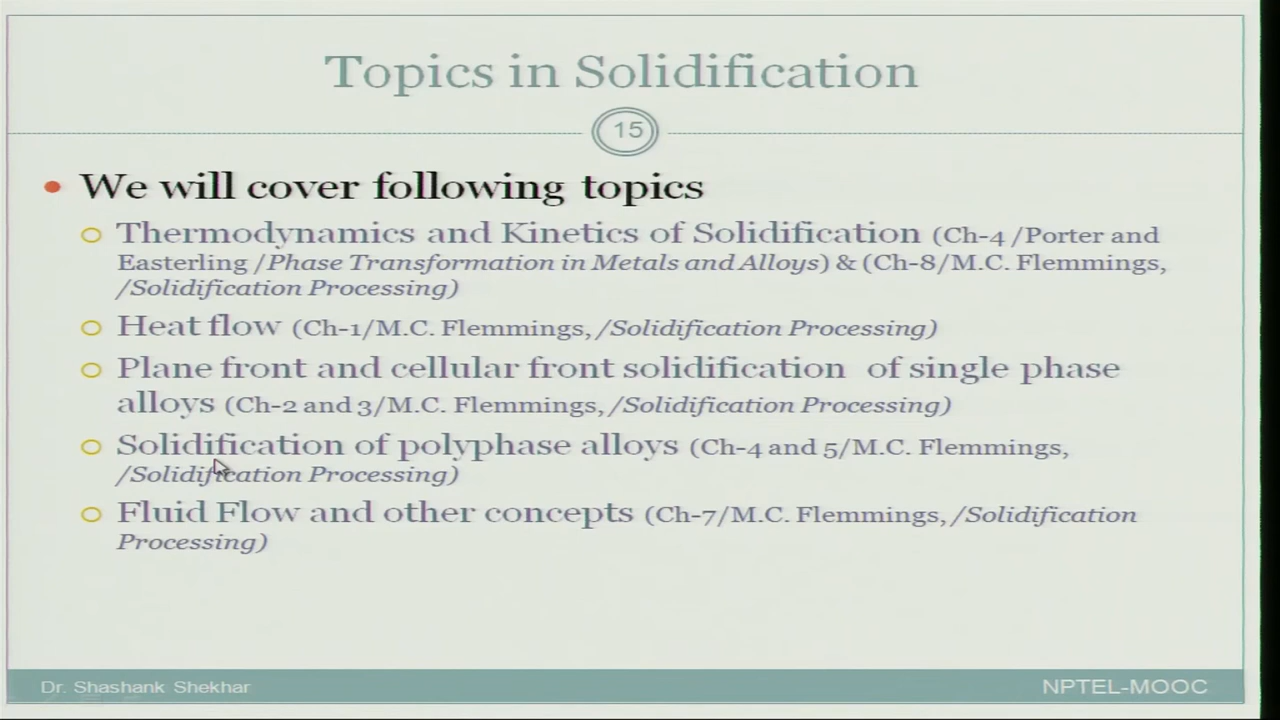 Topics in Solidification
15
We will cover following topics
Thermodynamics and Kinetics of Solidification (Ch-4 /Porter and
Easterling /Phase Transformation in Metals and Alloys) & (Ch-8/M.C. Flemmings,
/Solidification Processing)
Heat flow (Ch-1/M.C. Flemmings, /Solidification Processing)
Plane front and cellular front solidification of single phase
alloys (Ch-2 and 3/M.C. Flemmings, /Solidification Processing)
Solidification of polyphase alloys (Ch-4 and 5/M.C. Flemmings,
/Solidification Processing)
Fluid Flow and other concepts (Ch-7/M.C. Flemmings, /Solidification
Processing)
Dr. Shashank Shekhar
NPTEL-MOOC